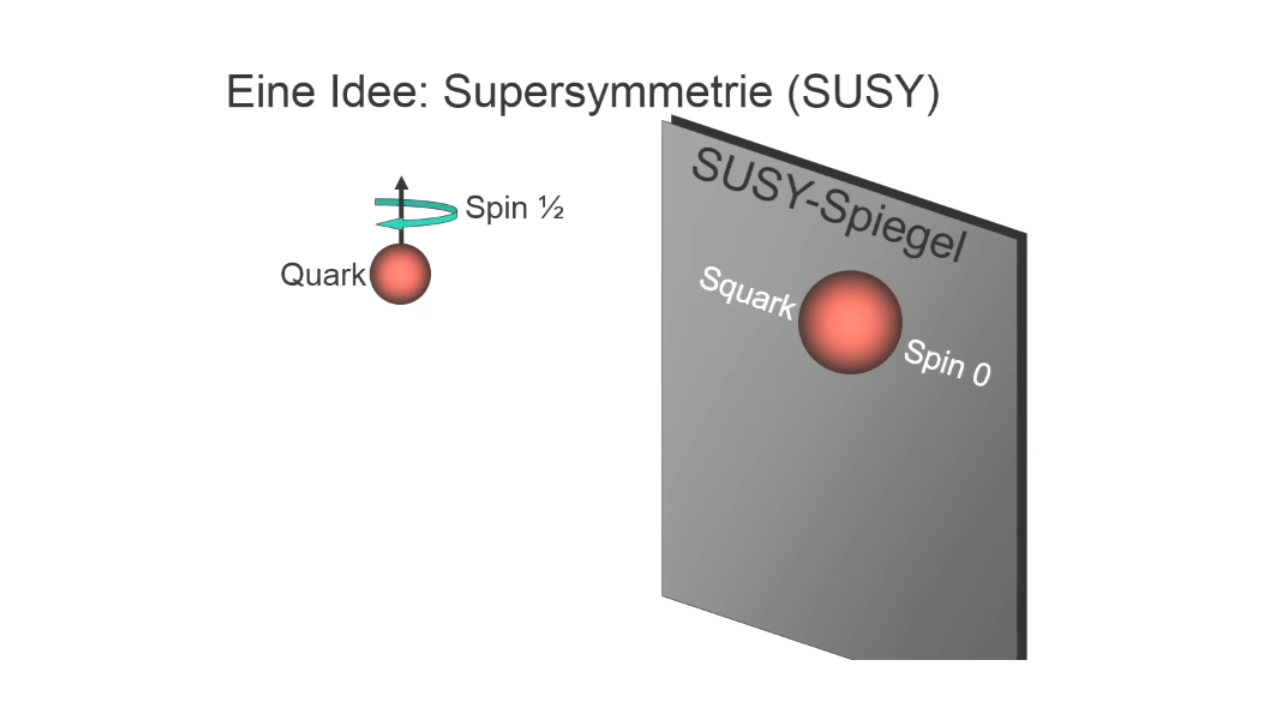 Eine Idee: Supersymmetrie (SUSY)
Spin ½
Quark
SUSY-Spiegel
Squark
Spin 0